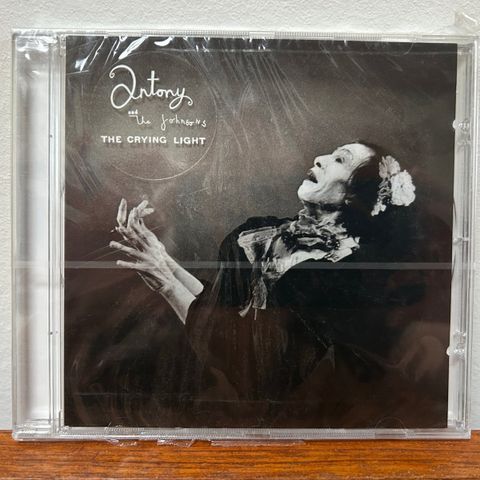 Antony
and the Johnsons
THE CRYING LIGHT